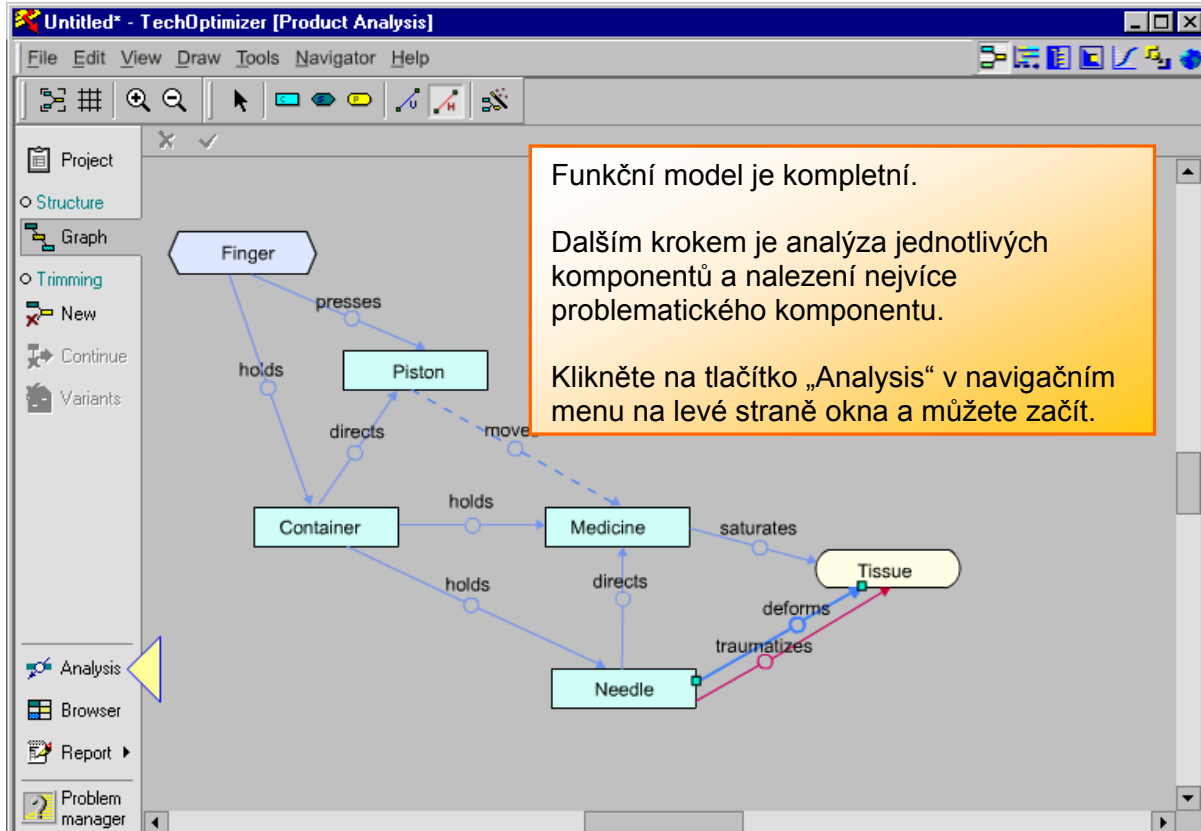 Untitled* - TechOptimizer [Product Analysis]
File Edit View Draw Tools Navigator Help
C S P U H
Project
Structure
Graph
Trimming
New
Continue
Variants
Analysis
Browser
Report
Problem
manager
Funkční model je kompletní.
Dalším krokem je analýza jednotlivých
komponentů a nalezení nejvíce
problematického komponentu.
Klikněte na tlačítko „Analysis“ v navigačním
menu na levé straně okna a můžete začít.
Finger
presses
holds
Piston
directs
moves
holds
Container
Medicine
saturates
Tissue
holds
directs
deforms
traumatizes
Needle